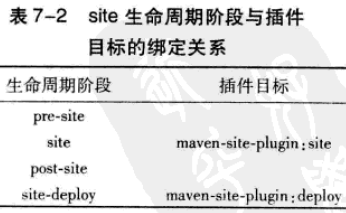 表 7-2 site 生命周期阶段与插件
目标的绑定关系
生命周期阶段 插件目标
pre-site
site maven-site-plugin:site
post-site
site-deploy maven-site-plugin:deploy